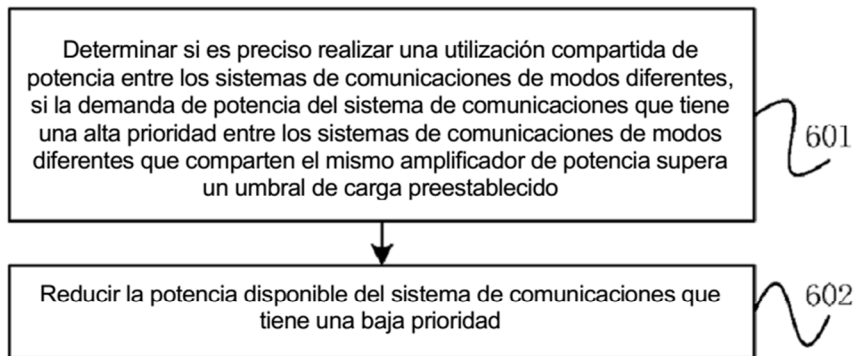 Determinar si es preciso realizar una utilización compartida de
potencia entre los sistemas de comunicaciones de modos diferentes,
si la demanda de potencia del sistema de comunicaciones que tiene
una alta prioridad entre los sistemas de comunicaciones de modos
diferentes que comparten el mismo amplificador de potencia supera
un umbral de carga preestablecido
601
Reducir la potencia disponible del sistema de comunicaciones que
tiene una baja prioridad
602